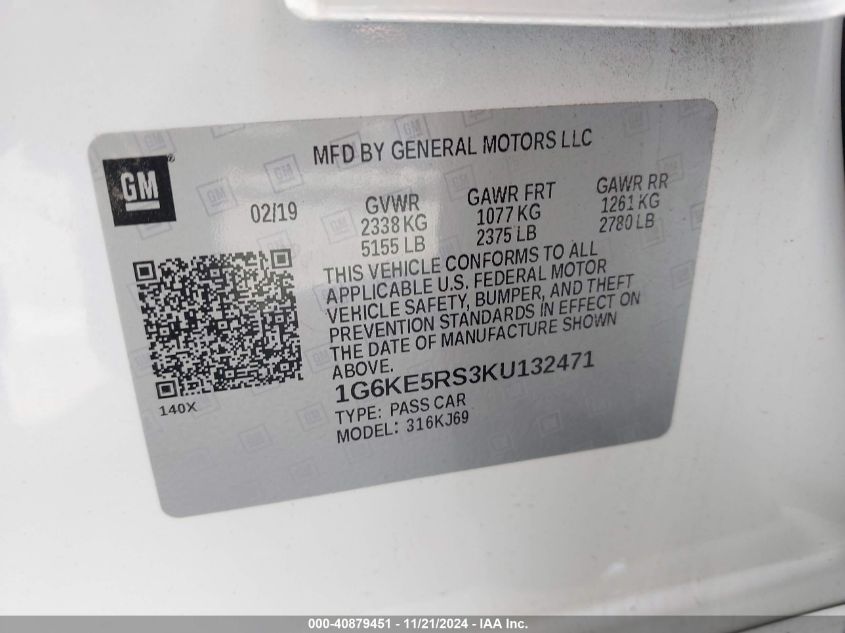 MFD BY GENERAL MOTORS LLC
GM®
02/19
GVWR
2338 KG
5155 LB
GAWR FRT
1077 KG
2375 LB
GAWR RR
1261 KG
2780 LB
THIS VEHICLE CONFORMS TO ALL
APPLICABLE U.S. FEDERAL MOTOR
VEHICLE SAFETY, BUMPER, AND THEFT
PREVENTION STANDARDS IN EFFECT ON
THE DATE OF MANUFACTURE SHOWN
ABOVE.
1G6KE5RS3KU132471
TYPE: PASS CAR
MODEL: 316KJ69
140X
000-40879451 - 11/21/2024 - IAA Inc.